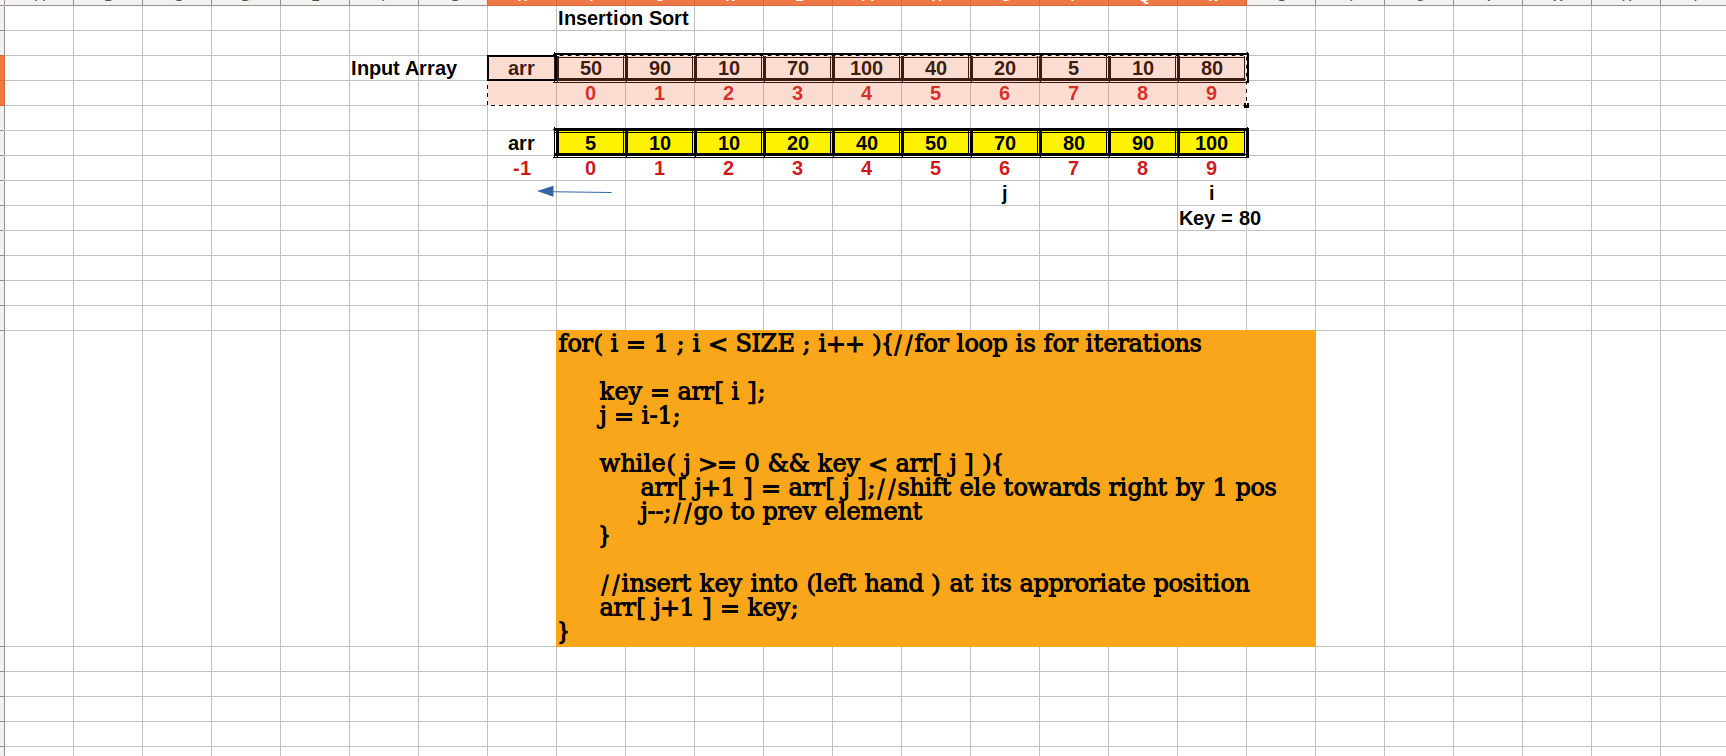 Insertion Sort
Input Array arr 50 90 10 70 100 40 20 5 10 80
0 1 2 3 4 5 6 7 8 9
arr 5 10 10 20 40 50 70 80 90 100
-1 0 1 2 3 4 5 6 7 8 9
j i
Key = 80
for( i = 1 ; i < SIZE ; i++ ){//for loop is for iterations
key = arr[ i ];
j = i-1;
while( j >= 0 && key < arr[ j ] ){
arr[ j+1 ] = arr[ j ];//shift ele towards right by 1 pos
j--;//go to prev element
}
//insert key into (left hand ) at its approriate position
arr[ j+1 ] = key;
}